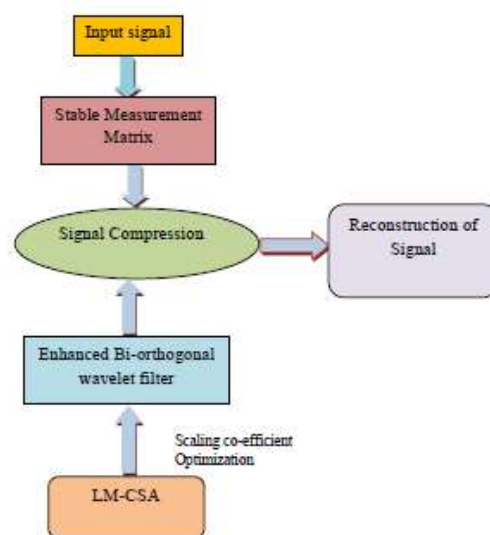 Input signal
Stable Measurement
Matrix
Signal Compression
Reconstruction of
Signal
Enhanced Bi-orthogonal
wavelet filter
Scaling co-efficient
Optimization
LM-CSA